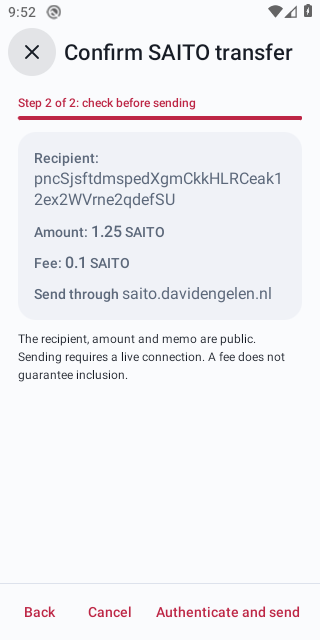 9:52
Confirm SAITO transfer
Step 2 of 2: check before sending
Recipient:
pncSjsftdmspedXgmCkkHLRCeak1
2ex2WVrne2qdefSU
Amount: 1.25 SAITO
Fee: 0.1 SAITO
Send through saito.davidengelen.nl
The recipient, amount and memo are public.
Sending requires a live connection. A fee does not
guarantee inclusion.
Back Cancel Authenticate and send